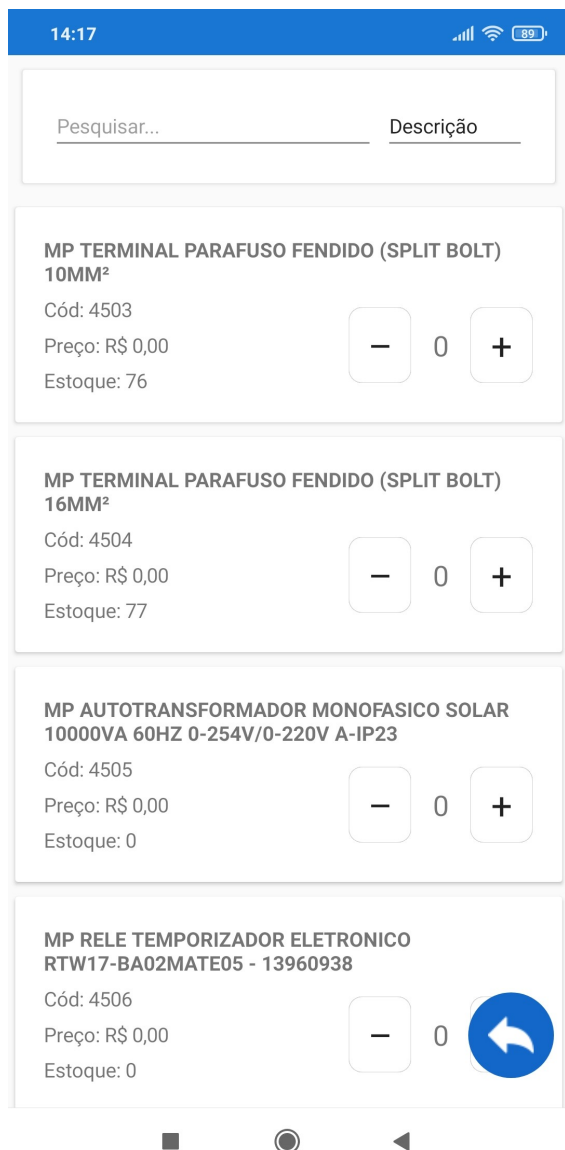 14:17
89
Pesquisar...
Descrição
MP TERMINAL PARAFUSO FENDIDO (SPLIT BOLT)
10MM²
Cód: 4503
Preço: R$ 0,00
− 0 +
Estoque: 76
MP TERMINAL PARAFUSO FENDIDO (SPLIT BOLT)
16MM²
Cód: 4504
Preço: R$ 0,00
− 0 +
Estoque: 77
MP AUTOTRANSFORMADOR MONOFASICO SOLAR
10000VA 60HZ 0-254V/0-220V A-IP23
Cód: 4505
Preço: R$ 0,00
− 0 +
Estoque: 0
MP RELE TEMPORIZADOR ELETRONICO
RTW17-BA02MATE05 - 13960938
Cód: 4506
Preço: R$ 0,00
− 0
Estoque: 0